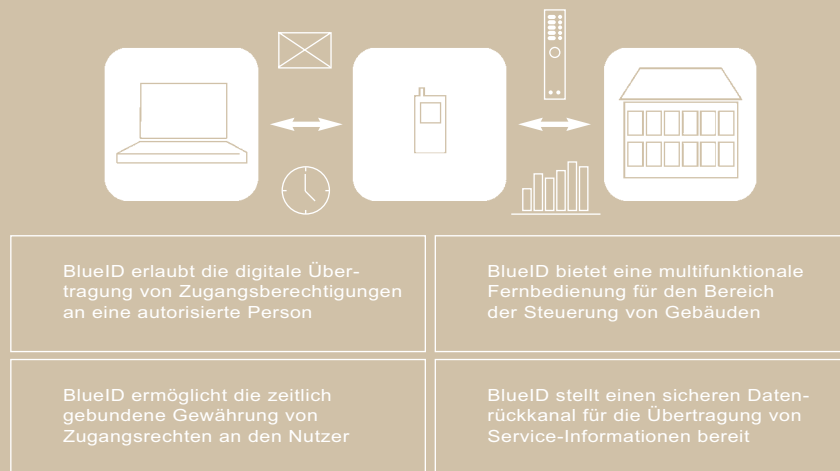 BlueID erlaubt die digitale Über-
tragung von Zugangsberechtigungen
an eine autorisierte Person
BlueID bietet eine multifunktionale
Fernbedienung für den Bereich
der Steuerung von Gebäuden
BlueID ermöglicht die zeitlich
gebundene Gewährung von
Zugangsrechten an den Nutzer
BlueID stellt einen sicheren Daten-
rückkanal für die Übertragung von
Service-Informationen bereit